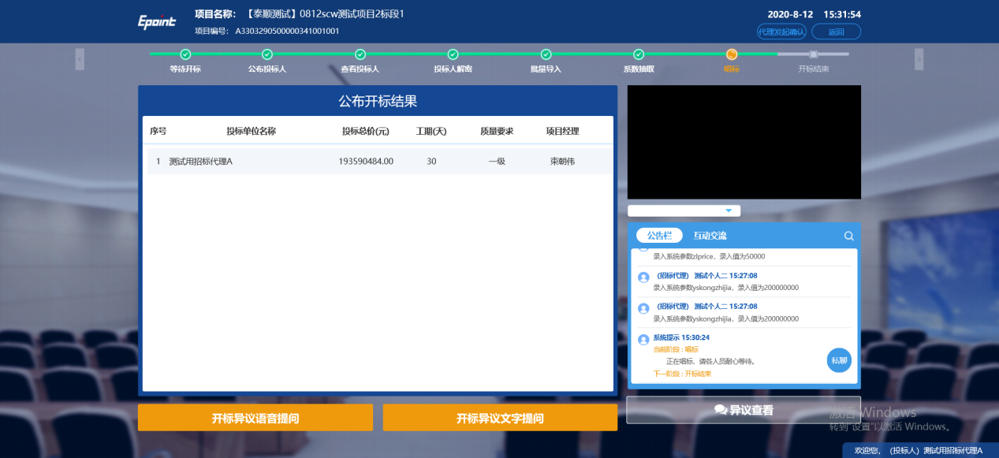 Epoint
项目名称： 【泰顺测试】0812scw测试项目2标段1
项目编号： A3303290500000341001001
2020-8-12 15:31:54
代理发起确认 返回
等待开标 公布投标人 查看投标人 投标人解密 批量导入 系数抽取 唱标 开标结束
公布开标结果
序号 投标单位名称 投标总价(元) 工期(天) 质量要求 项目经理
1 测试用招标代理A 193590484.00 30 一级 束朝伟
公告栏 互动交流
录入系统参数zlprice，录入值为50000
（招标代理） 测试个人二 15:27:08
录入系统参数yskongzhijia，录入值为200000000
（招标代理） 测试个人二 15:27:08
录入系统参数yskongzhijia，录入值为200000000
系统提示 15:30:24
当前阶段 : 唱标
正在唱标，请各人员耐心等待。
下一阶段 : 开标结束
私聊
开标异议语音提问 开标异议文字提问 异议查看
激活 Windows
转到"设置"以激活 Windows。
欢迎您，（投标人）测试用招标代理A